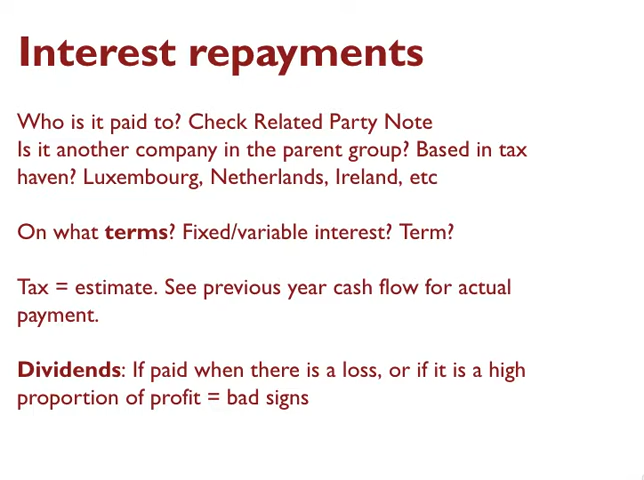 Interest repayments
Who is it paid to? Check Related Party Note
Is it another company in the parent group? Based in tax
haven? Luxembourg, Netherlands, Ireland, etc
On what terms? Fixed/variable interest? Term?
Tax = estimate. See previous year cash flow for actual
payment.
Dividends: If paid when there is a loss, or if it is a high
proportion of profit = bad signs